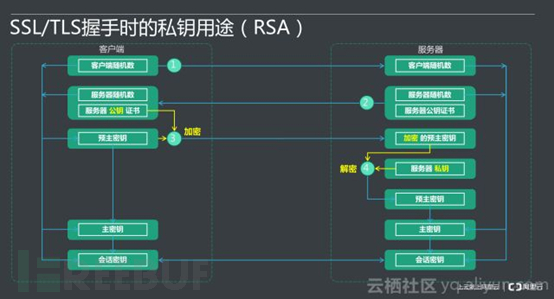 SSL/TLS握手时的私钥用途（RSA）
客户端
服务器
客户端随机数
1
客户端随机数
服务器随机数
服务器公钥 证书
2
服务器随机数
服务器公钥证书
加密
预主密钥
3
加密 的预主密钥
解密
4
服务器 私钥
预主密钥
主密钥
主密钥
会话密钥
会话密钥
REEBUF
云栖社区 yq.aliyun.com